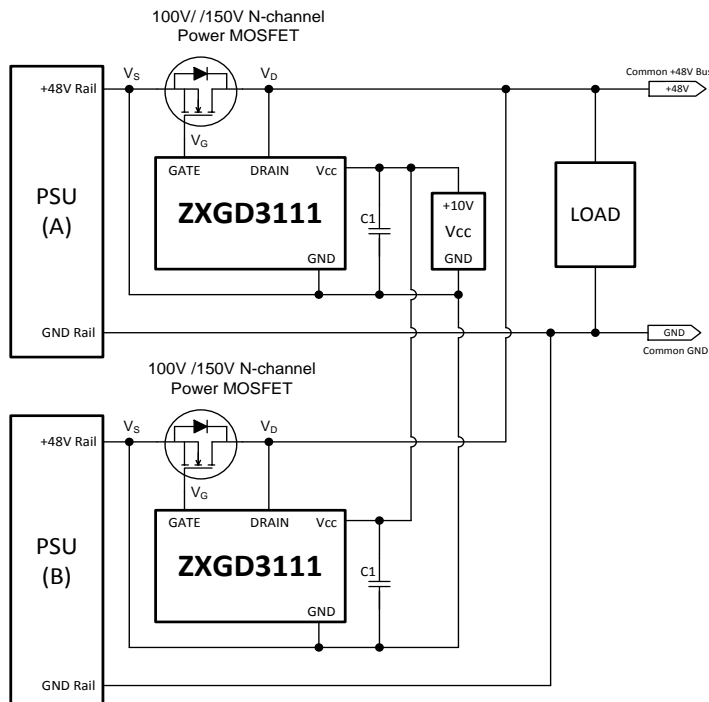 100V/ /150V N-channel
Power MOSFET
Common +48V Bus
+48V Rail
VS
VD
+48V
VG
GATE
DRAIN
Vcc
PSU
(A)
ZXGD3111
C1
+10V
Vcc
GND
LOAD
GND
GND Rail
GND
Common GND
100V /150V N-channel
Power MOSFET
+48V Rail
VS
VD
VG
GATE
DRAIN
Vcc
PSU
(B)
ZXGD3111
C1
GND
GND Rail